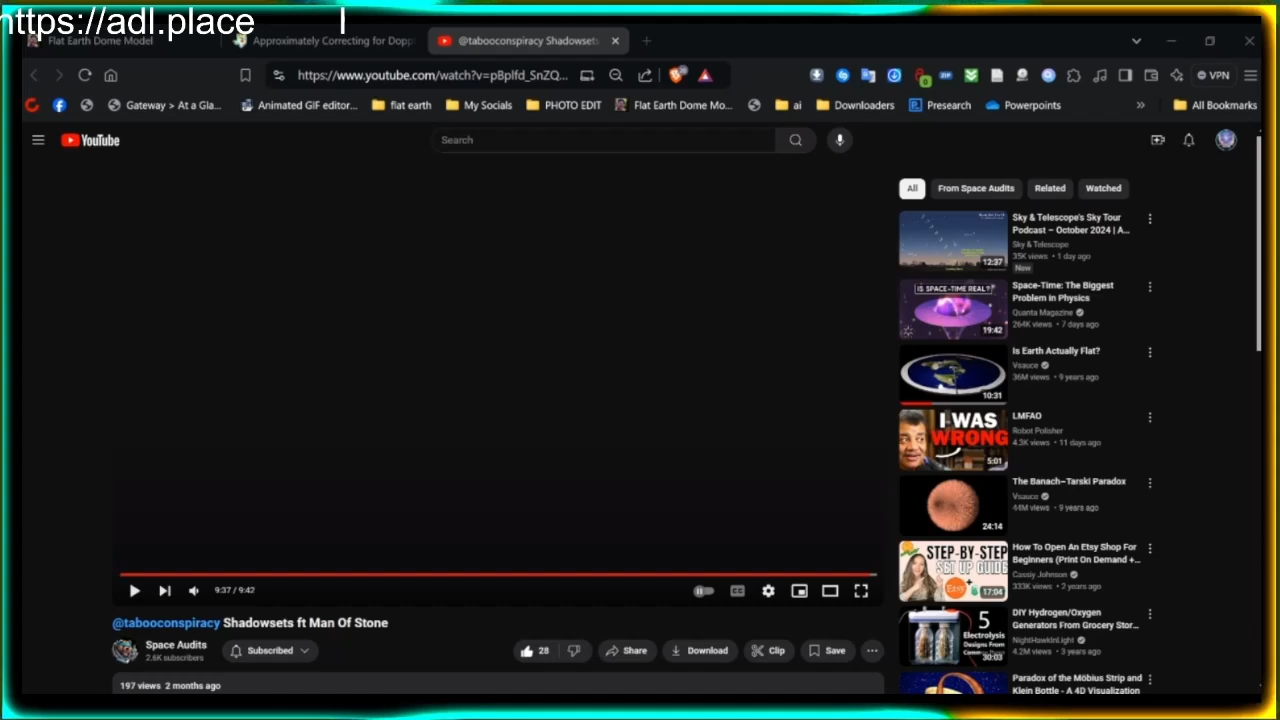 https://adl.place
Flat Earth Dome Model
Approximately Correcting for Dopp
@tabooconspiracy Shadowsets
https://www.youtube.com/watch?v=pBplfd_SnZQ...
VPN
Gateway > At a Gla...
Animated GIF editor...
flat earth
My Socials
PHOTO EDIT
Flat Earth Dome Mo...
ai
Downloaders
Presearch
Powerpoints
All Bookmarks
YouTube
Search
All
From Space Audits
Related
Watched
12:37
Sky & Telescope's Sky Tour
Podcast – October 2024 | A...
Sky & Telescope
35K views • 1 day ago
New
IS SPACE-TIME REAL?
19:42
Space-Time: The Biggest
Problem in Physics
Quanta Magazine
264K views • 7 days ago
10:31
Is Earth Actually Flat?
Vsauce
36M views • 9 years ago
I WAS
WRONG
5:01
LMFAO
Robot Polisher
4.3K views • 11 days ago
24:14
The Banach–Tarski Paradox
Vsauce
44M views • 9 years ago
STEP-BY-STEP
SET UP GUIDE
Etsy
17:04
How To Open An Etsy Shop For
Beginners (Print On Demand +...
Cassiy Johnson
333K views • 2 years ago
5
Electrolysis
Designs From
30:03
DIY Hydrogen/Oxygen
Generators From Grocery Stor...
NightHawkInLight
4.2M views • 3 years ago
Paradox of the Möbius Strip and
Klein Bottle - A 4D Visualization
9:37 / 9:42
@tabooconspiracy Shadowsets ft Man Of Stone
Space Audits
2.6K subscribers
Subscribed
28
Share
Download
Clip
Save
197 views 2 months ago